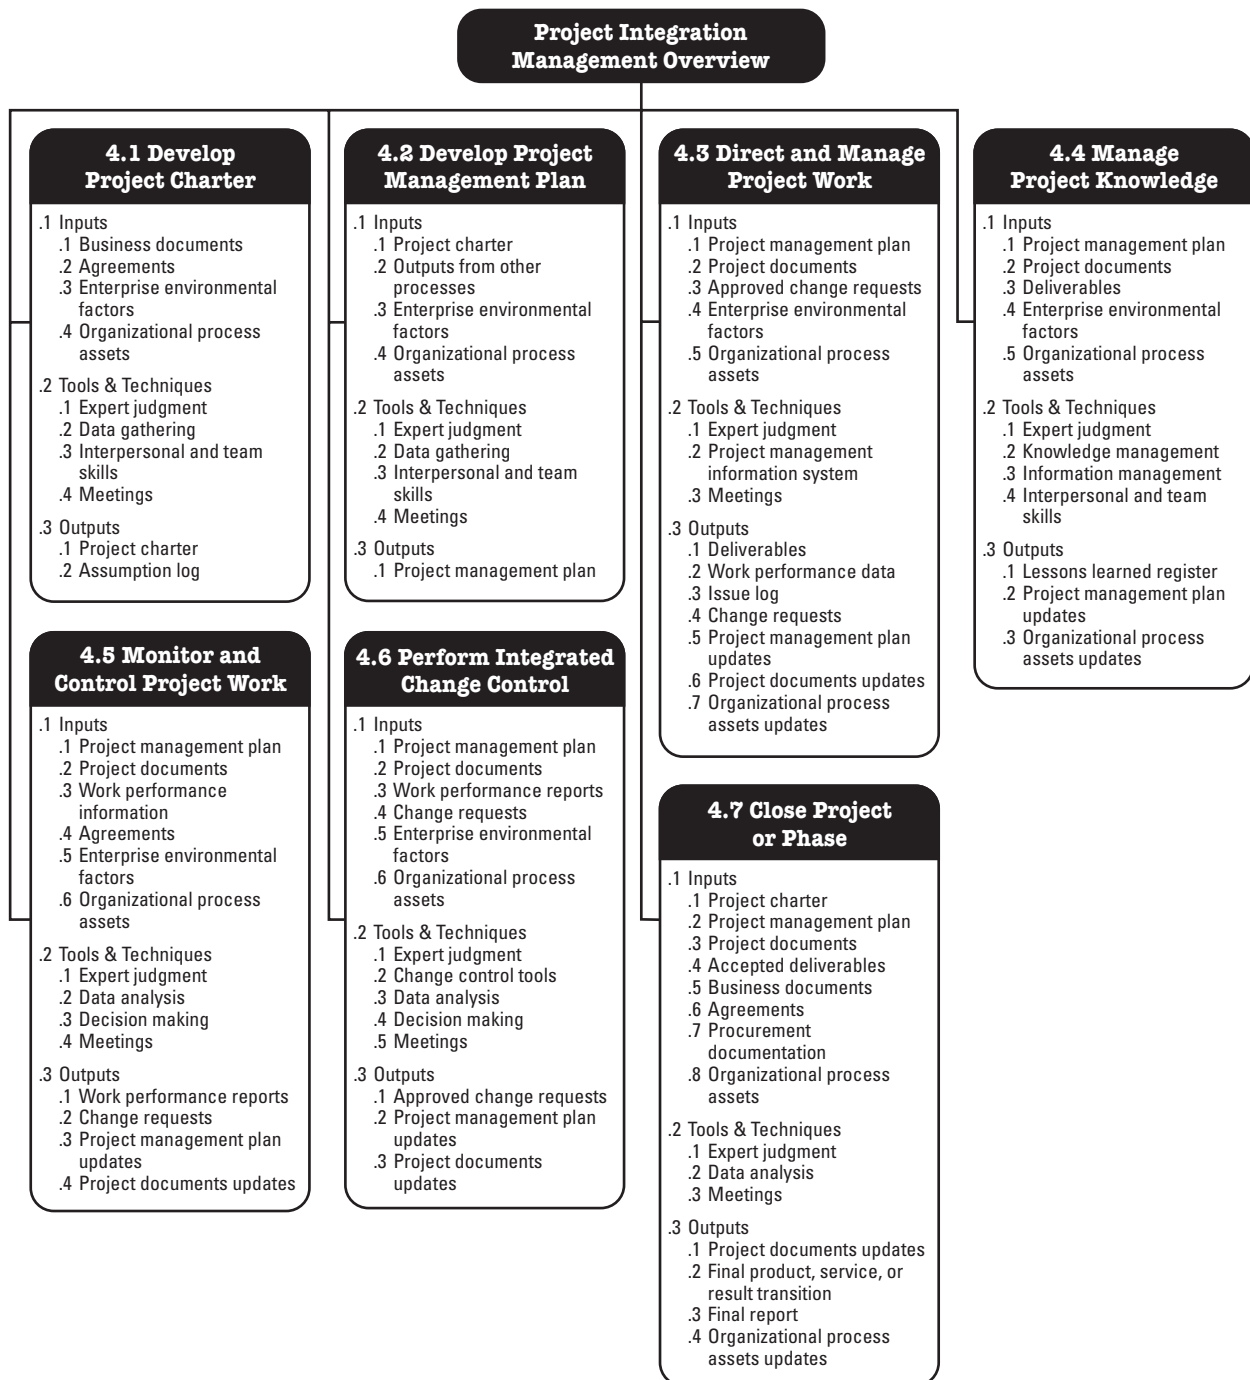 Project Integration
Management Overview
4.1 Develop
Project Charter
.1 Inputs
.1 Business documents
.2 Agreements
.3 Enterprise environmental
factors
.4 Organizational process
assets
.2 Tools & Techniques
.1 Expert judgment
.2 Data gathering
.3 Interpersonal and team
skills
.4 Meetings
.3 Outputs
.1 Project charter
.2 Assumption log
4.2 Develop Project
Management Plan
.1 Inputs
.1 Project charter
.2 Outputs from other
processes
.3 Enterprise environmental
factors
.4 Organizational process
assets
.2 Tools & Techniques
.1 Expert judgment
.2 Data gathering
.3 Interpersonal and team
skills
.4 Meetings
.3 Outputs
.1 Project management plan
4.3 Direct and Manage
Project Work
.1 Inputs
.1 Project management plan
.2 Project documents
.3 Approved change requests
.4 Enterprise environmental
factors
.5 Organizational process
assets
.2 Tools & Techniques
.1 Expert judgment
.2 Project management
information system
.3 Meetings
.3 Outputs
.1 Deliverables
.2 Work performance data
.3 Issue log
.4 Change requests
.5 Project management plan
updates
.6 Project documents updates
.7 Organizational process
assets updates
4.4 Manage
Project Knowledge
.1 Inputs
.1 Project management plan
.2 Project documents
.3 Deliverables
.4 Enterprise environmental
factors
.5 Organizational process
assets
.2 Tools & Techniques
.1 Expert judgment
.2 Knowledge management
.3 Information management
.4 Interpersonal and team
skills
.3 Outputs
.1 Lessons learned register
.2 Project management plan
updates
.3 Organizational process
assets updates
4.5 Monitor and
Control Project Work
.1 Inputs
.1 Project management plan
.2 Project documents
.3 Work performance
information
.4 Agreements
.5 Enterprise environmental
factors
.6 Organizational process
assets
.2 Tools & Techniques
.1 Expert judgment
.2 Data analysis
.3 Decision making
.4 Meetings
.3 Outputs
.1 Work performance reports
.2 Change requests
.3 Project management plan
updates
.4 Project documents updates
4.6 Perform Integrated
Change Control
.1 Inputs
.1 Project management plan
.2 Project documents
.3 Work performance reports
.4 Change requests
.5 Enterprise environmental
factors
.6 Organizational process
assets
.2 Tools & Techniques
.1 Expert judgment
.2 Change control tools
.3 Data analysis
.4 Decision making
.5 Meetings
.3 Outputs
.1 Approved change requests
.2 Project management plan
updates
.3 Project documents
updates
4.7 Close Project
or Phase
.1 Inputs
.1 Project charter
.2 Project management plan
.3 Project documents
.4 Accepted deliverables
.5 Business documents
.6 Agreements
.7 Procurement
documentation
.8 Organizational process
assets
.2 Tools & Techniques
.1 Expert judgment
.2 Data analysis
.3 Meetings
.3 Outputs
.1 Project documents updates
.2 Final product, service, or
result transition
.3 Final report
.4 Organizational process
assets updates